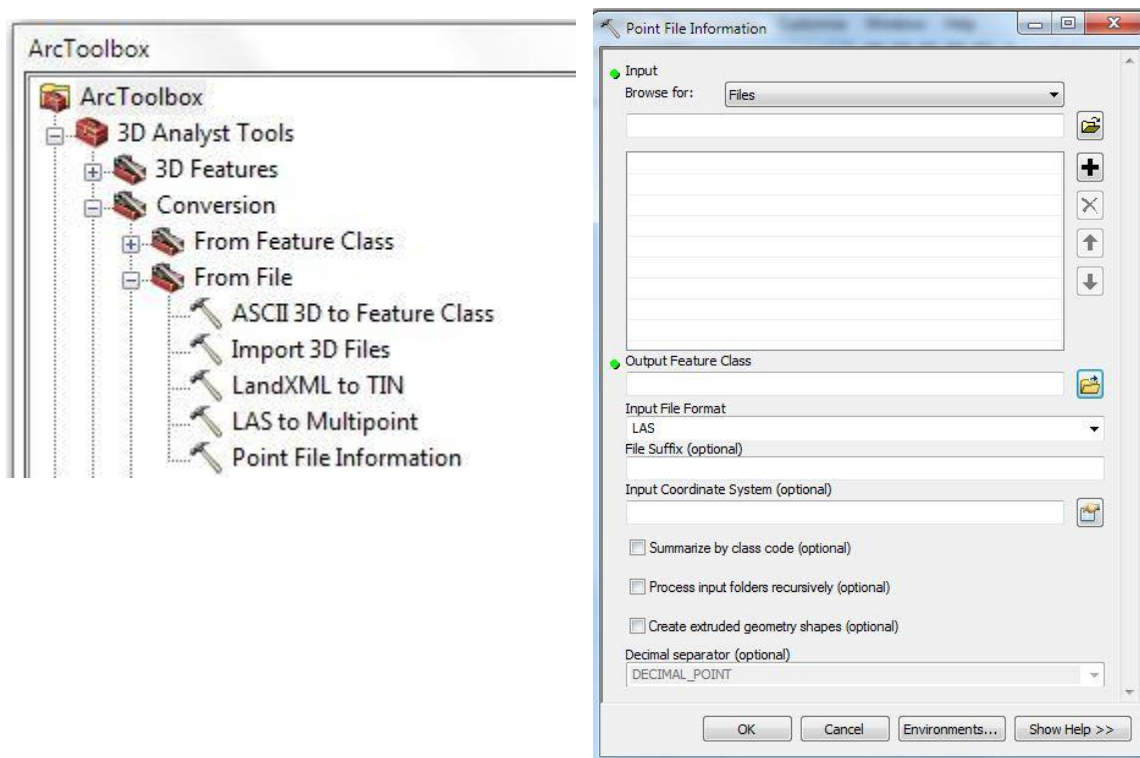 ArcToolbox
ArcToolbox
3D Analyst Tools
3D Features
Conversion
From Feature Class
From File
ASCII 3D to Feature Class
Import 3D Files
LandXML to TIN
LAS to Multipoint
Point File Information
Point File Information
Customize Windows Help
Input
Browse for: Files
Output Feature Class
Input File Format
LAS
File Suffix (optional)
Input Coordinate System (optional)
Summarize by class code (optional)
Process input folders recursively (optional)
Create extruded geometry shapes (optional)
Decimal separator (optional)
DECIMAL_POINT
OK Cancel Environments... Show Help >>